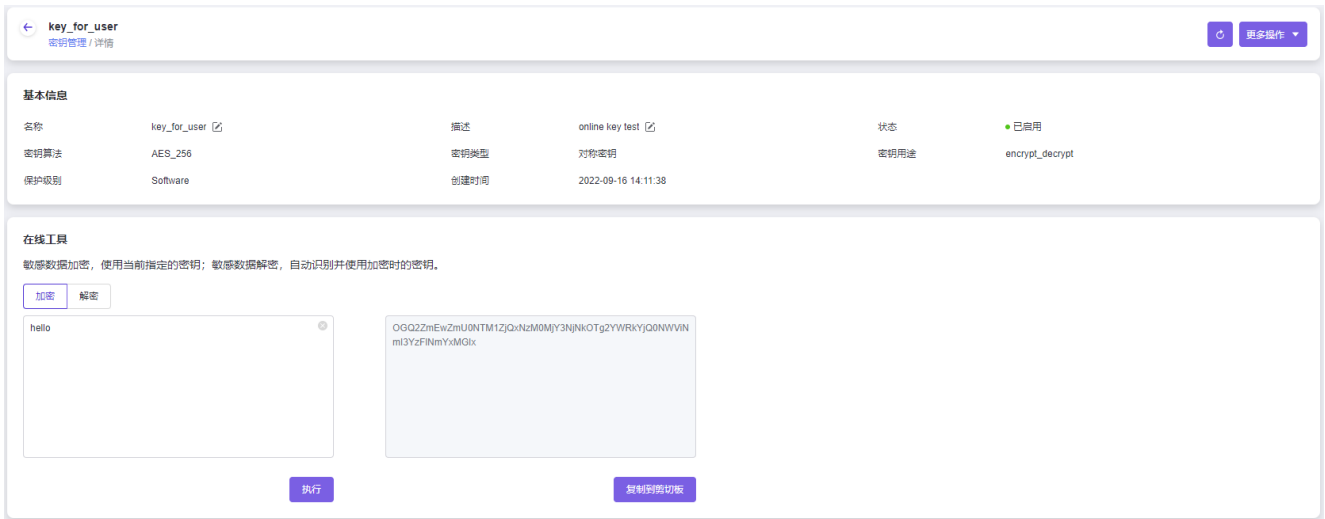 key_for_user
密钥管理 / 详情
更多操作
基本信息
名称 key_for_user 描述 online key test 状态 已启用
密钥算法 AES_256 密钥类型 对称密钥 密钥用途 encrypt_decrypt
保护级别 Software 创建时间 2022-09-16 14:11:38
在线工具
敏感数据加密，使用当前指定的密钥；敏感数据解密，自动识别并使用加密时的密钥。
加密 解密
hello
OGQ2ZmEwZmU0NTM1ZjQxNzM0MjY3NjNkOTg2YWRkYjQ0NWViN
mI3YzFlNmYxMGIx
执行 复制到剪切板